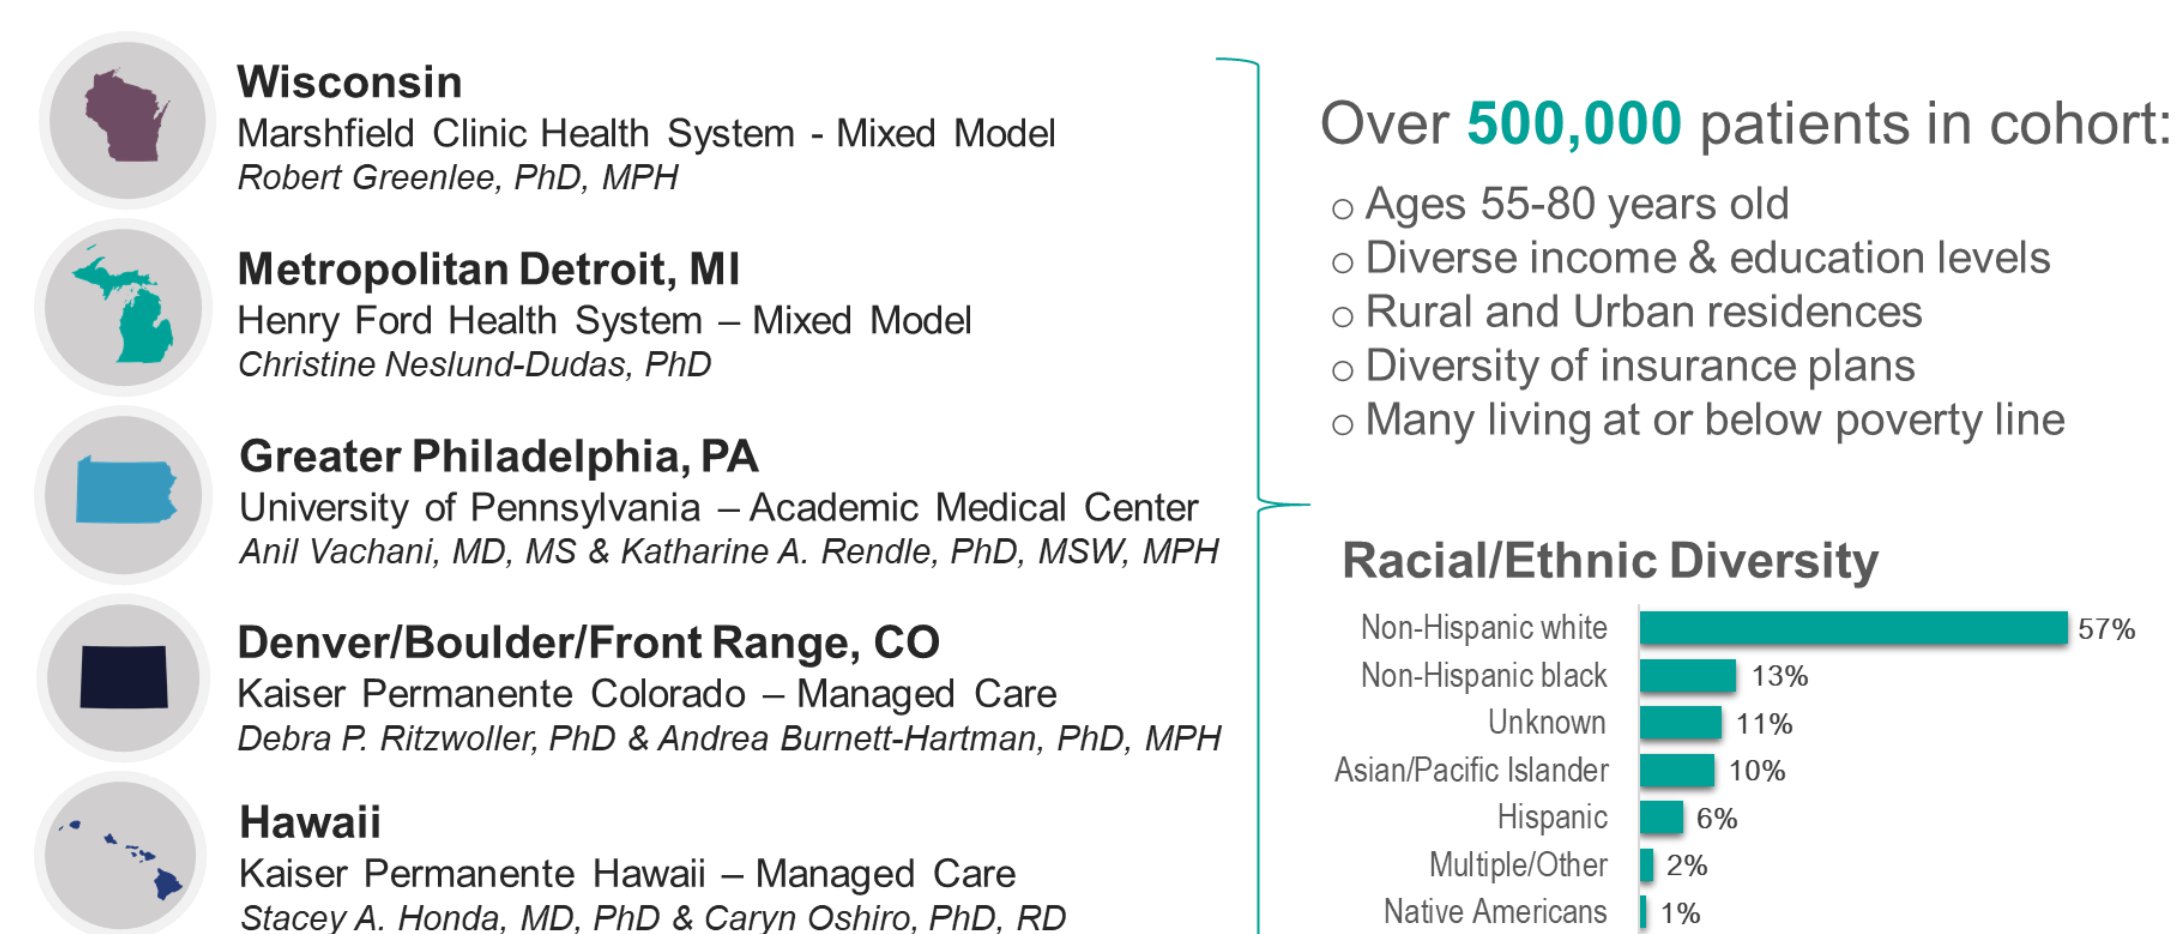 Wisconsin
Marshfield Clinic Health System - Mixed Model
Robert Greenlee, PhD, MPH
Metropolitan Detroit, MI
Henry Ford Health System – Mixed Model
Christine Neslund-Dudas, PhD
Greater Philadelphia, PA
University of Pennsylvania – Academic Medical Center
Anil Vachani, MD, MS & Katharine A. Rendle, PhD, MSW, MPH
Denver/Boulder/Front Range, CO
Kaiser Permanente Colorado – Managed Care
Debra P. Ritzwoller, PhD & Andrea Burnett-Hartman, PhD, MPH
Hawaii
Kaiser Permanente Hawaii – Managed Care
Stacey A. Honda, MD, PhD & Caryn Oshiro, PhD, RD
Over 500,000 patients in cohort:
○ Ages 55-80 years old
○ Diverse income & education levels
○ Rural and Urban residences
○ Diversity of insurance plans
○ Many living at or below poverty line
Racial/Ethnic Diversity
Non-Hispanic white 57%
Non-Hispanic black 13%
Unknown 11%
Asian/Pacific Islander 10%
Hispanic 6%
Multiple/Other 2%
Native Americans 1%